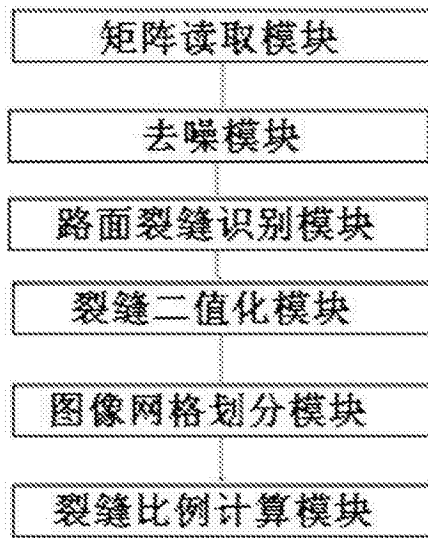 矩阵读取模块
去噪模块
路面裂缝识别模块
裂缝二值化模块
图像网格划分模块
裂缝比例计算模块